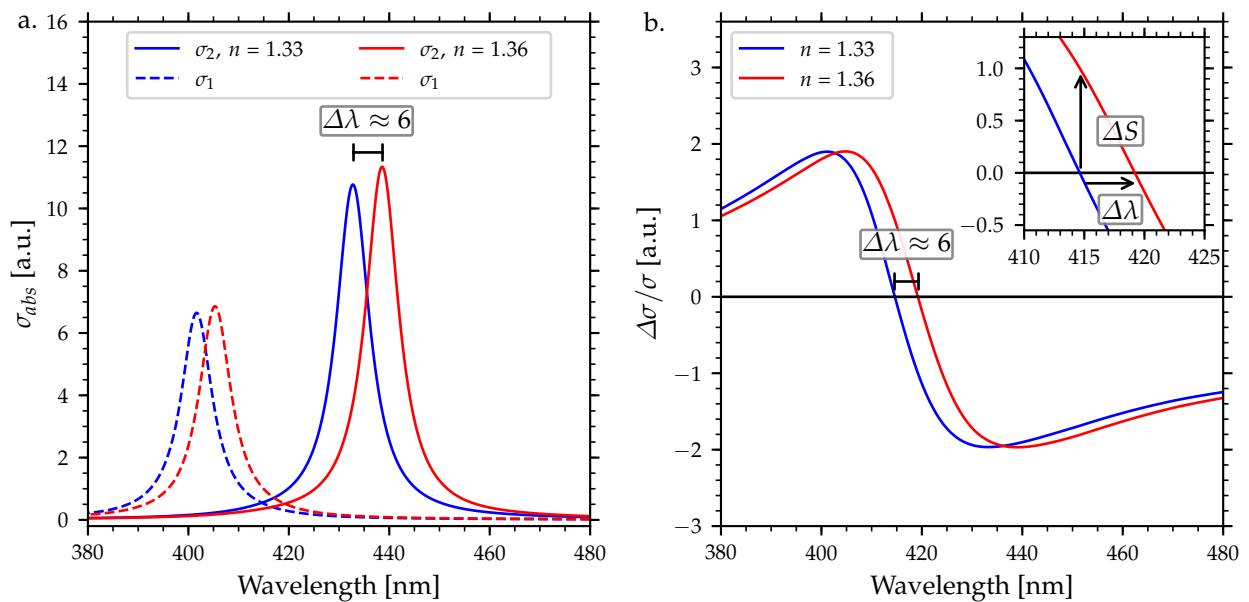 a.
16
14
12
10
8
6
4
2
0
σabs [a.u.]
σ2, n = 1.33
σ2, n = 1.36
σ1
σ1
Δλ ≈ 6
380 400 420 440 460 480
Wavelength [nm]
b.
3
2
1
0
−1
−2
−3
Δσ/σ [a.u.]
n = 1.33
n = 1.36
Δλ ≈ 6
1.0
0.5
0.0
−0.5
ΔS
Δλ
410 415 420 425
380 400 420 440 460 480
Wavelength [nm]